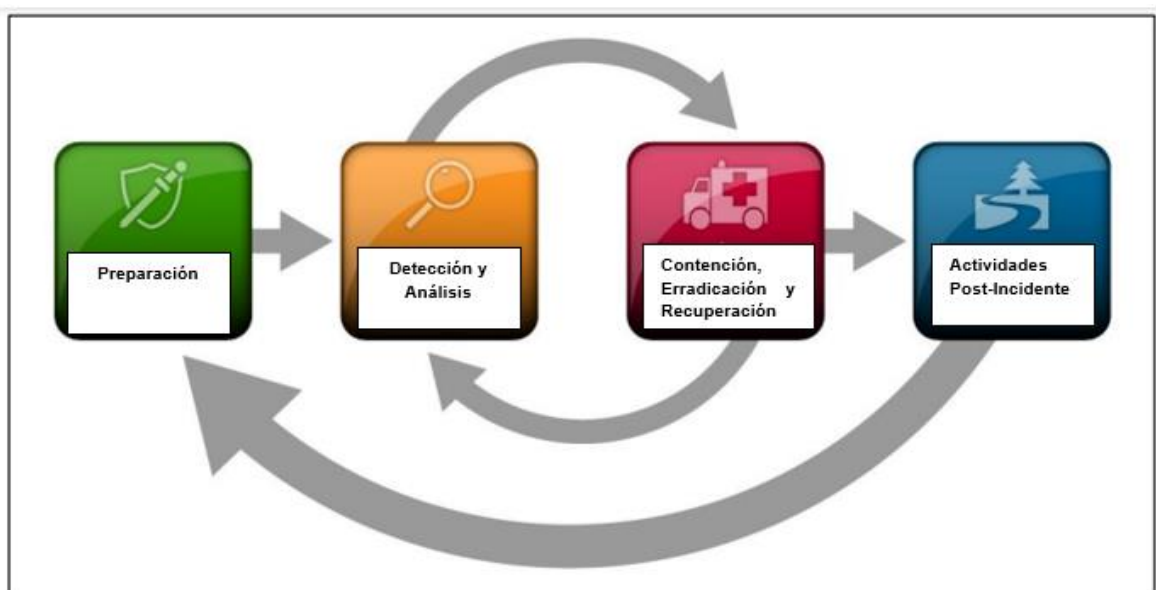 Preparación
Detección y
Análisis
Contención,
Erradicación y
Recuperación
Actividades
Post-Incidente